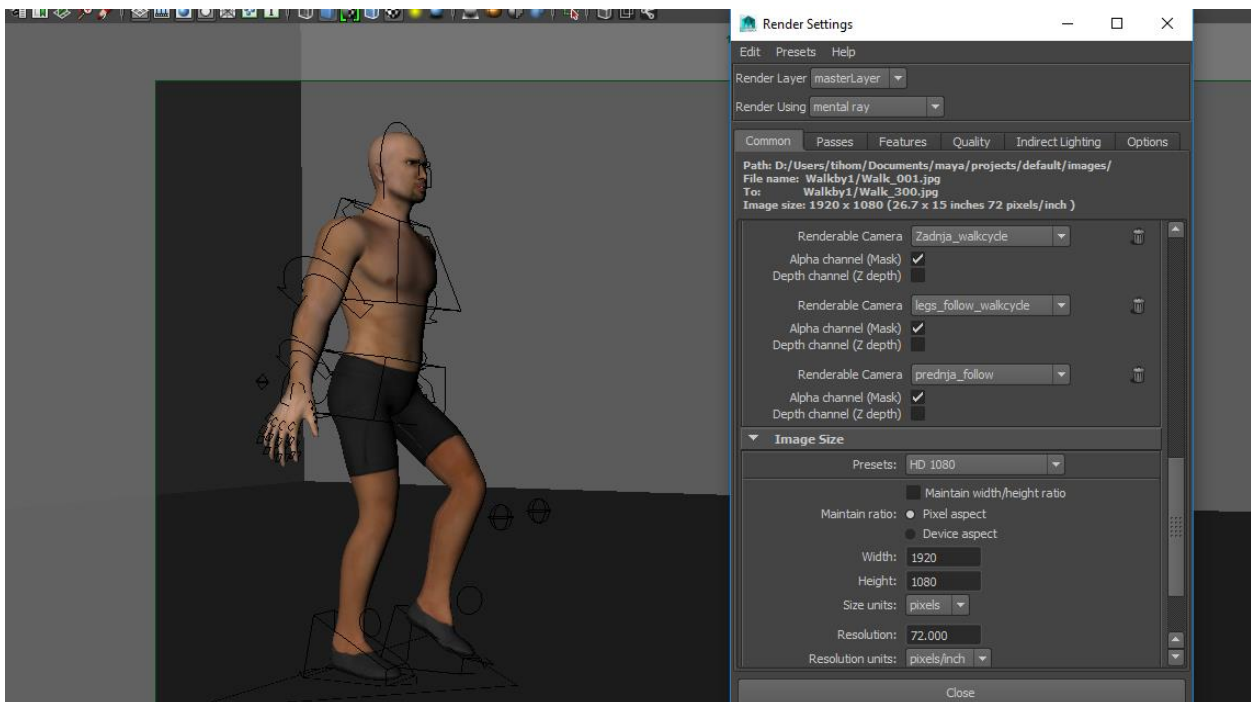 Render Settings
Edit Presets Help
Render Layer masterLayer
Render Using mental ray
Common Passes Features Quality Indirect Lighting Options
Path: D:/Users/tihom/Documents/maya/projects/default/images/
File name: Walkby1/Walk_001.jpg
To: Walkby1/Walk_300.jpg
Image size: 1920 x 1080 (26.7 x 15 inches 72 pixels/inch )
Renderable Camera Zadnja_walkcycle
Alpha channel (Mask)
Depth channel (Z depth)
Renderable Camera legs_follow_walkcycle
Alpha channel (Mask)
Depth channel (Z depth)
Renderable Camera prednja_follow
Alpha channel (Mask)
Depth channel (Z depth)
Image Size
Presets: HD 1080
Maintain width/height ratio
Maintain ratio: Pixel aspect
Device aspect
Width: 1920
Height: 1080
Size units: pixels
Resolution: 72.000
Resolution units: pixels/inch
Close